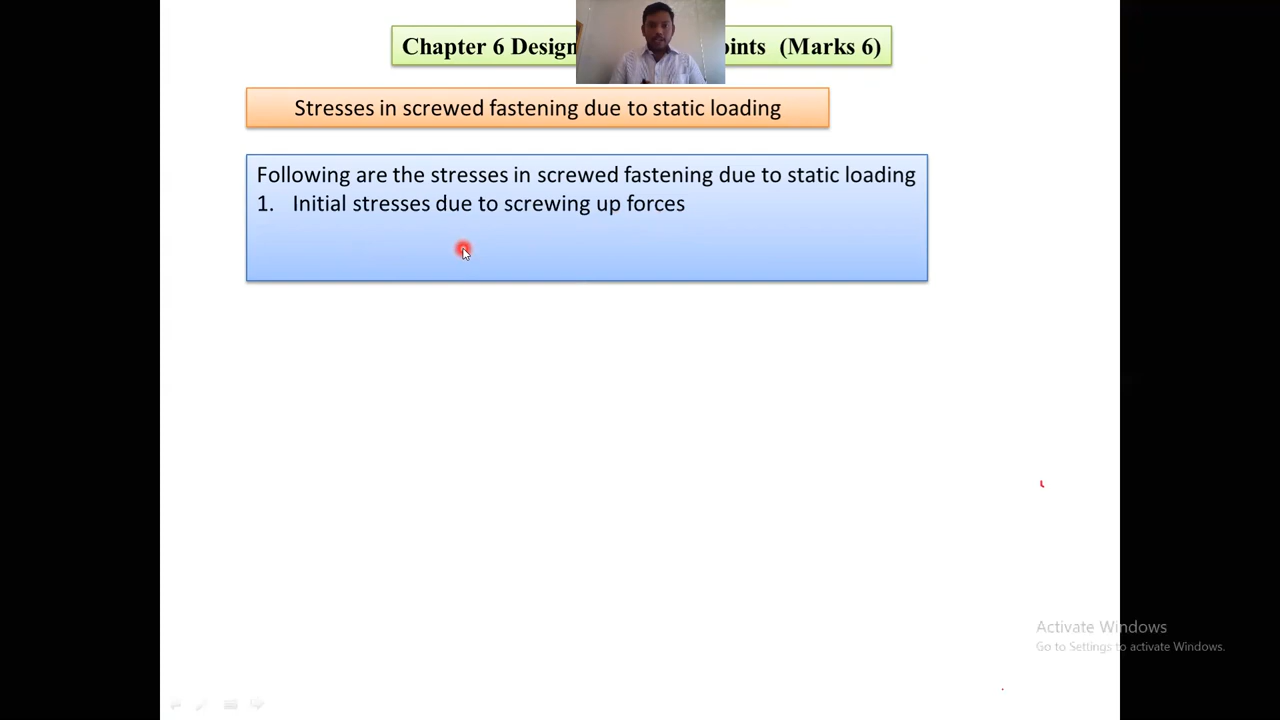 Chapter 6 Design oints (Marks 6)
Stresses in screwed fastening due to static loading
Following are the stresses in screwed fastening due to static loading
1. Initial stresses due to screwing up forces
Activate Windows
Go to Settings to activate Windows.